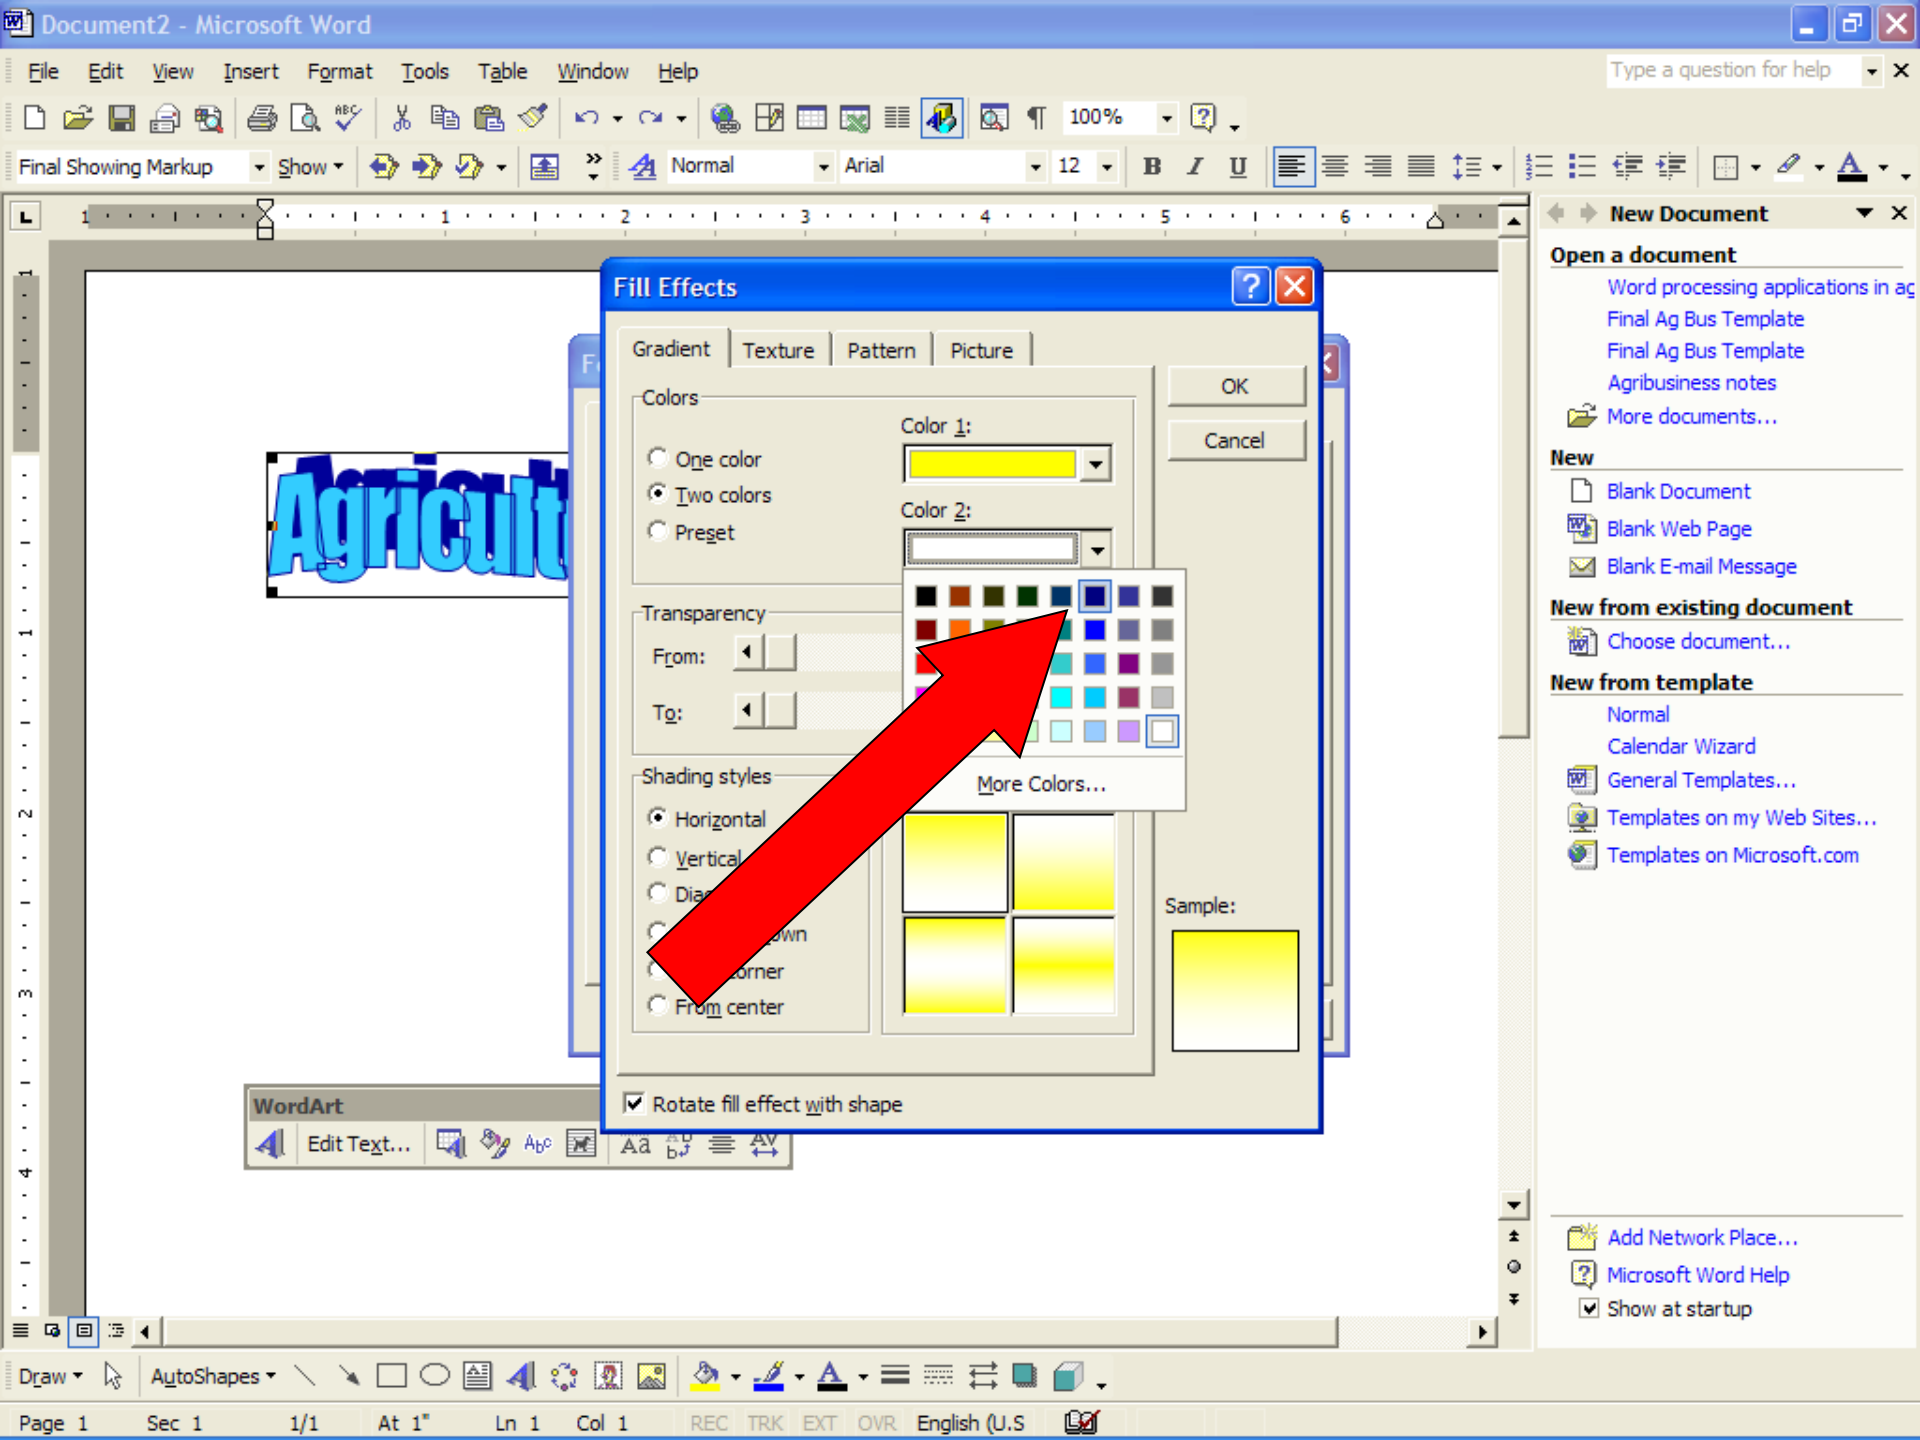 Document2 - Microsoft Word
File Edit View Insert Format Tools Table Window Help
Type a question for help
100%
Final Showing Markup Show Normal Arial 12 B I U
1 1 2 3 4 5 6
New Document
Open a document
Word processing applications in ag
Final Ag Bus Template
Final Ag Bus Template
Agribusiness notes
More documents...
New
Blank Document
Blank Web Page
Blank E-mail Message
New from existing document
Choose document...
New from template
Normal
Calendar Wizard
General Templates...
Templates on my Web Sites...
Templates on Microsoft.com
Add Network Place...
Microsoft Word Help
Show at startup
Agricult
Fill Effects
Gradient Texture Pattern Picture
OK
Cancel
Colors
One color
Two colors
Preset
Color 1:
Color 2:
Transparency
From:
To:
More Colors...
Shading styles
Horizontal
Vertical
From center
Sample:
Rotate fill effect with shape
WordArt
Edit Text...
Draw AutoShapes
Page 1 Sec 1 1/1 At 1" Ln 1 Col 1 REC TRK EXT OVR English (U.S